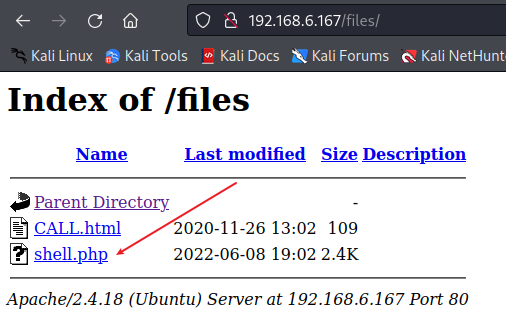 192.168.6.167/files/
Kali Linux Kali Tools Kali Docs Kali Forums Kali NetHunt
Index of /files
Name Last modified Size Description
Parent Directory -
CALL.html 2020-11-26 13:02 109
shell.php 2022-06-08 19:02 2.4K
Apache/2.4.18 (Ubuntu) Server at 192.168.6.167 Port 80